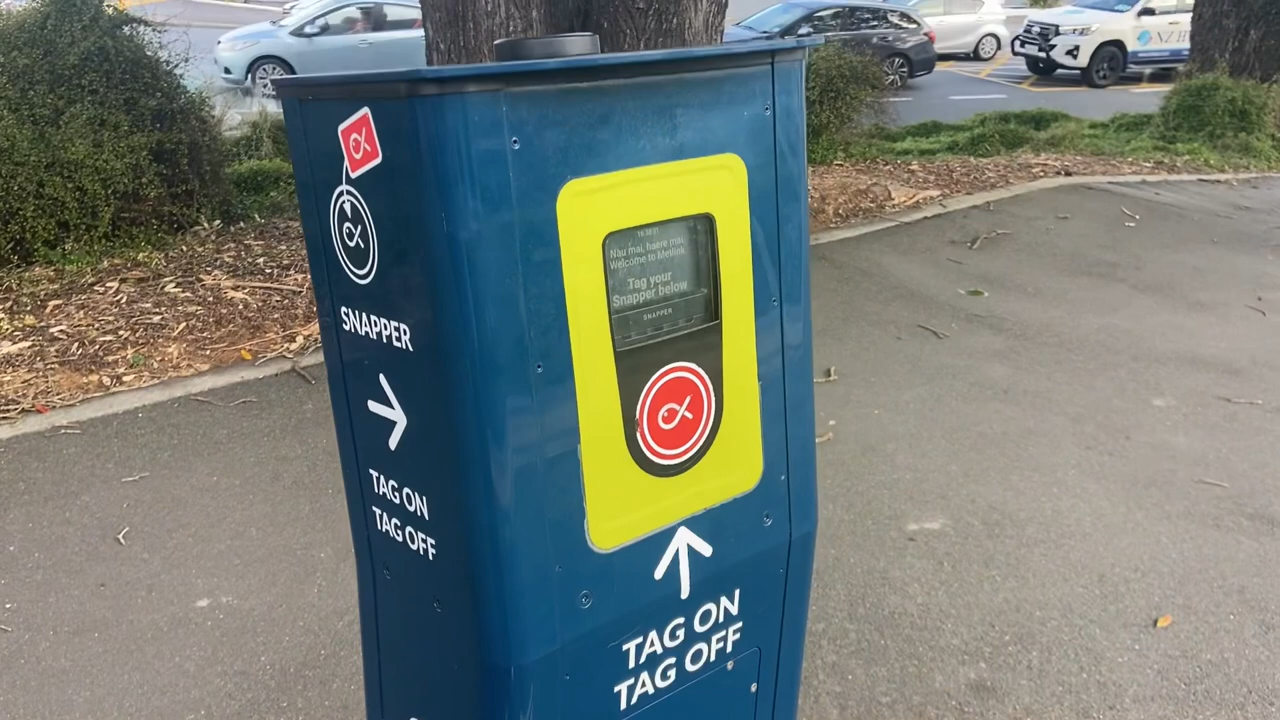 SNAPPER
TAG ON
TAG OFF
Nau mai, haere mai
Welcome to Metlink
Tag your
Snapper below
SNAPPER
TAG ON
TAG OFF